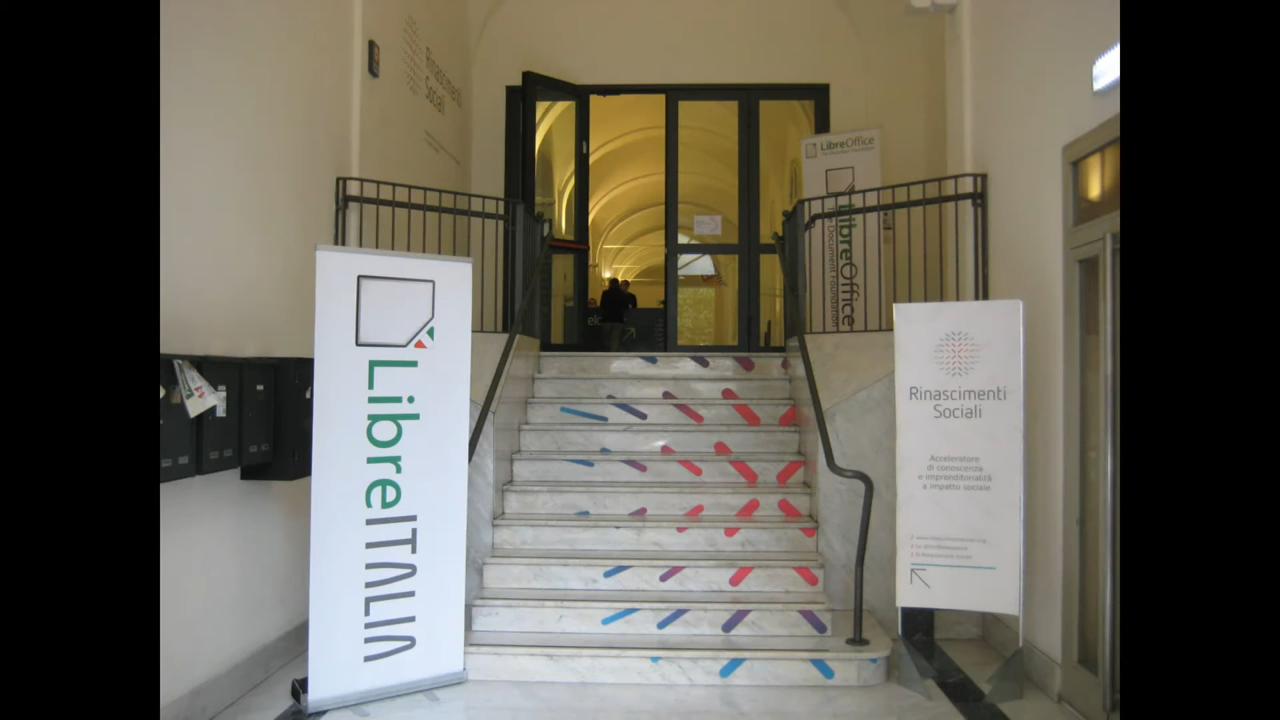 Rinascimenti
Sociali
LibreOffice
The Document Foundation
LibreOffice
The Document Foundation
LibreITALIA
Rinascimenti
Sociali
Acceleratore
di conoscenza
e imprenditorialità
a impatto sociale